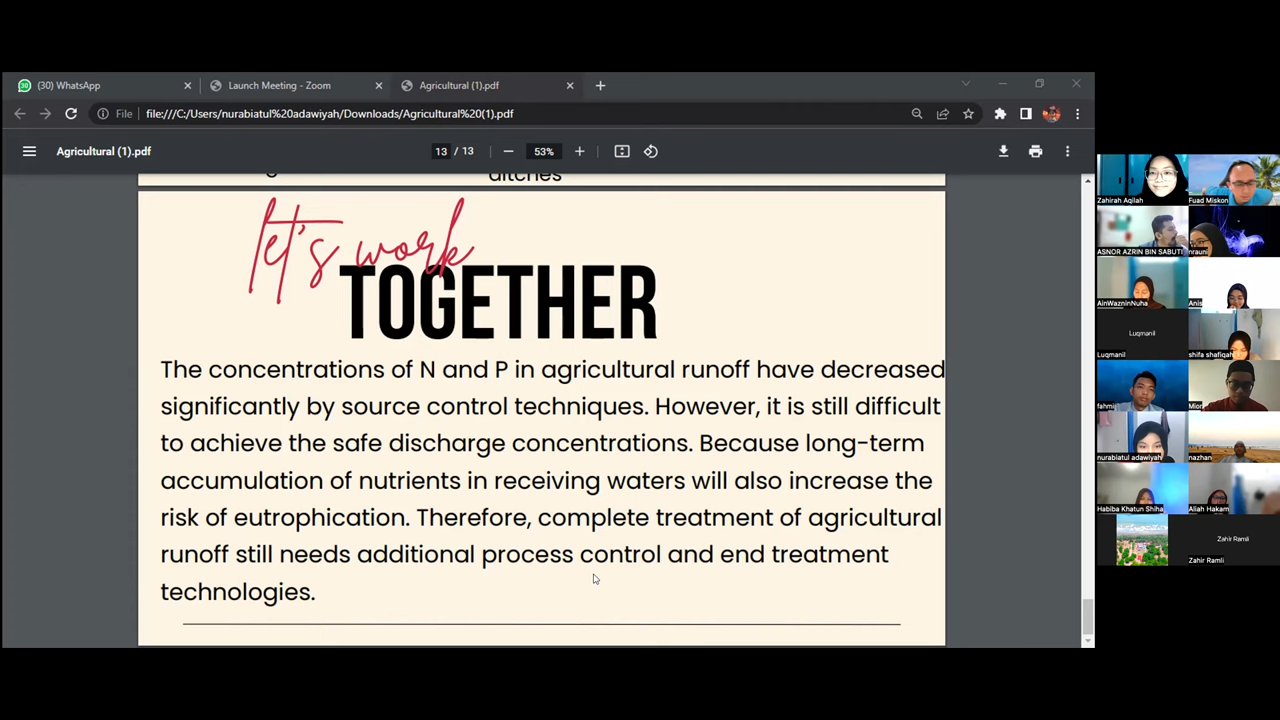 (30) WhatsApp
Launch Meeting - Zoom
Agricultural (1).pdf
File
file:///C:/Users/nurabiatul%20adawiyah/Downloads/Agricultural%20(1).pdf
Agricultural (1).pdf
13 / 13
53%
ditches
let's work
TOGETHER
The concentrations of N and P in agricultural runoff have decreased
significantly by source control techniques. However, it is still difficult
to achieve the safe discharge concentrations. Because long-term
accumulation of nutrients in receiving waters will also increase the
risk of eutrophication. Therefore, complete treatment of agricultural
runoff still needs additional process control and end treatment
technologies.
Zahirah Aqilah
Fuad Miskon
ASNOR AZRIN BIN SABUTI
nrauni
AinWazninNuha
Anis
Luqmanil
Luqmanil
shifa shafiqah
fahmi
Mior
nurabiatul adawiyah
nazhan
Habiba Khatun Shiha
Aliah Hakam
Zahir Ramli
Zahir Ramli